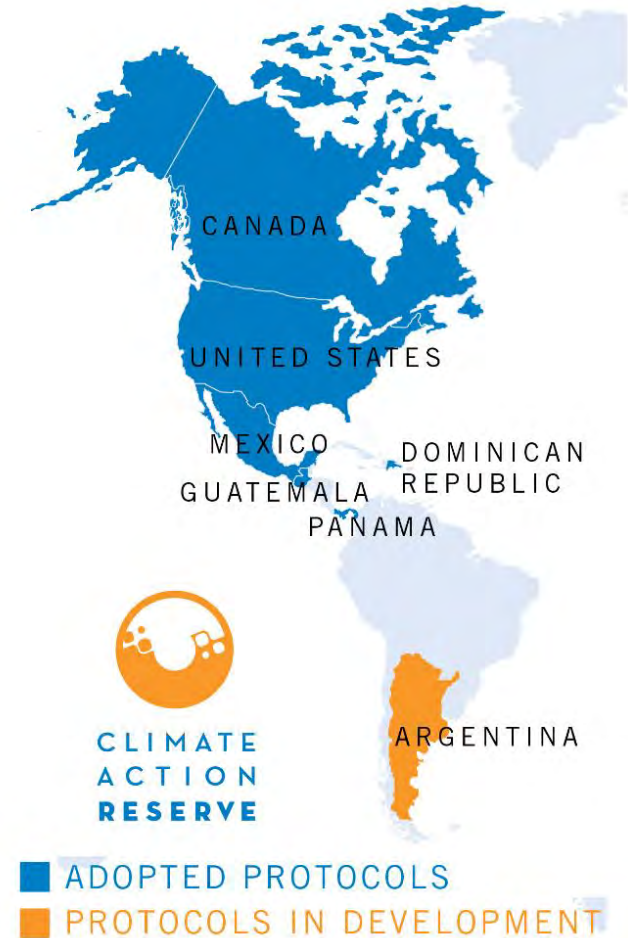 CANADA
UNITED STATES
MEXICO
DOMINICAN
REPUBLIC
GUATEMALA
PANAMA
ARGENTINA
CLIMATE
ACTION
RESERVE
ADOPTED PROTOCOLS
PROTOCOLS IN DEVELOPMENT